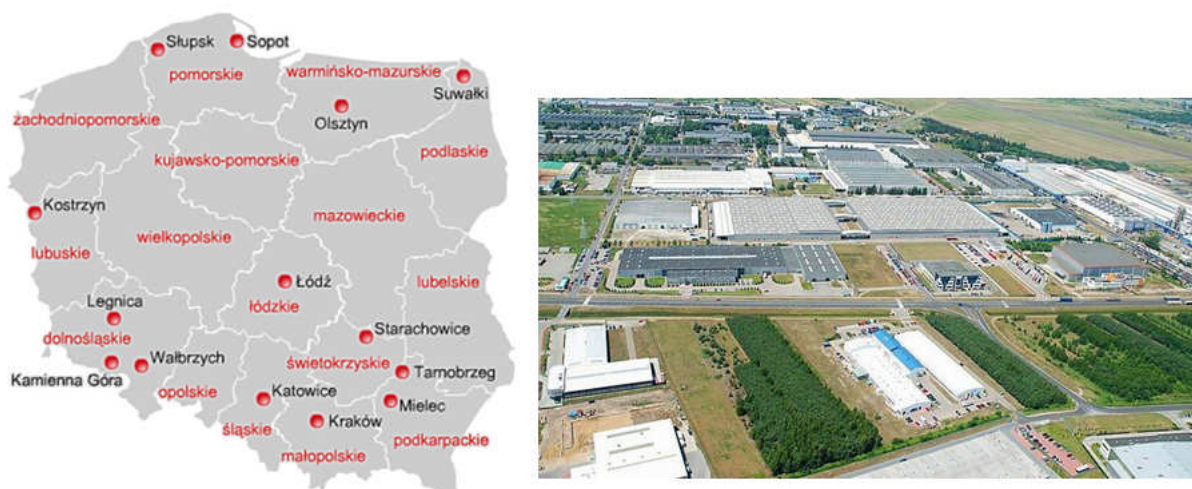 Słupsk
Sopot
pomorskie
warmińsko-mazurskie
Suwałki
Olsztyn
zachodniopomorskie
kujawsko-pomorskie
podlaskie
Kostrzyn
mazowieckie
wielkopolskie
lubuskie
Łódź
lubelskie
Legnica
łódzkie
Starachowice
dolnośląskie
Wałbrzych
świetokrzyskie
Tarnobrzeg
Kamienna Góra
opolskie
Katowice
Mielec
Kraków
śląskie
podkarpackie
małopolskie